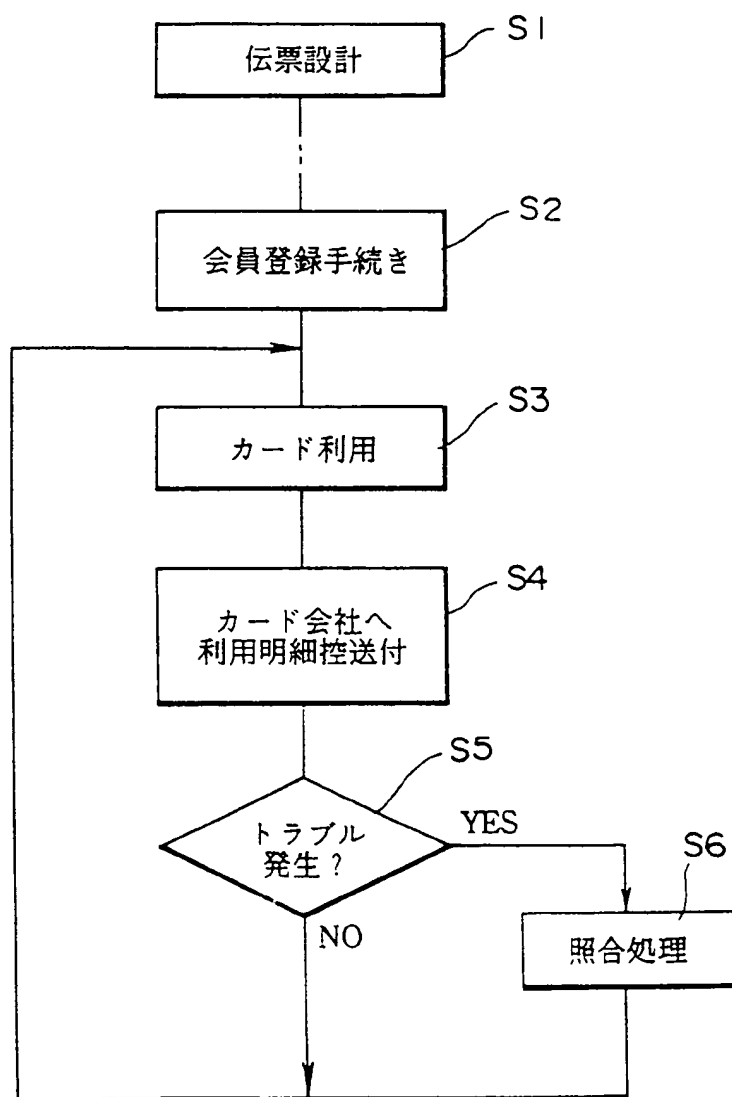 伝票設計
S1
会員登録手続き
S2
カード利用
S3
カード会社へ
利用明細控送付
S4
トラブル
発生?
S5
YES
NO
照合処理
S6